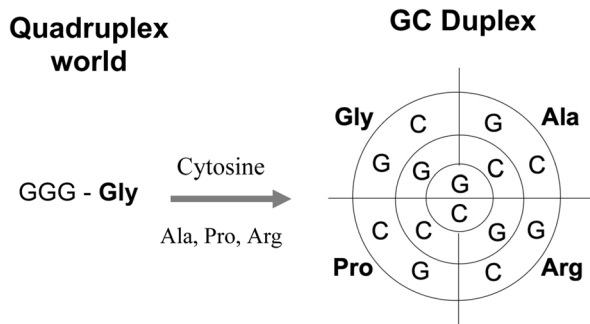 Quadruplex
world
GGG - Gly
Cytosine
Ala, Pro, Arg
GC Duplex
Gly
Ala
C
G
G
G
C
C
G
C
C
C
G
G
G
C
Pro
Arg